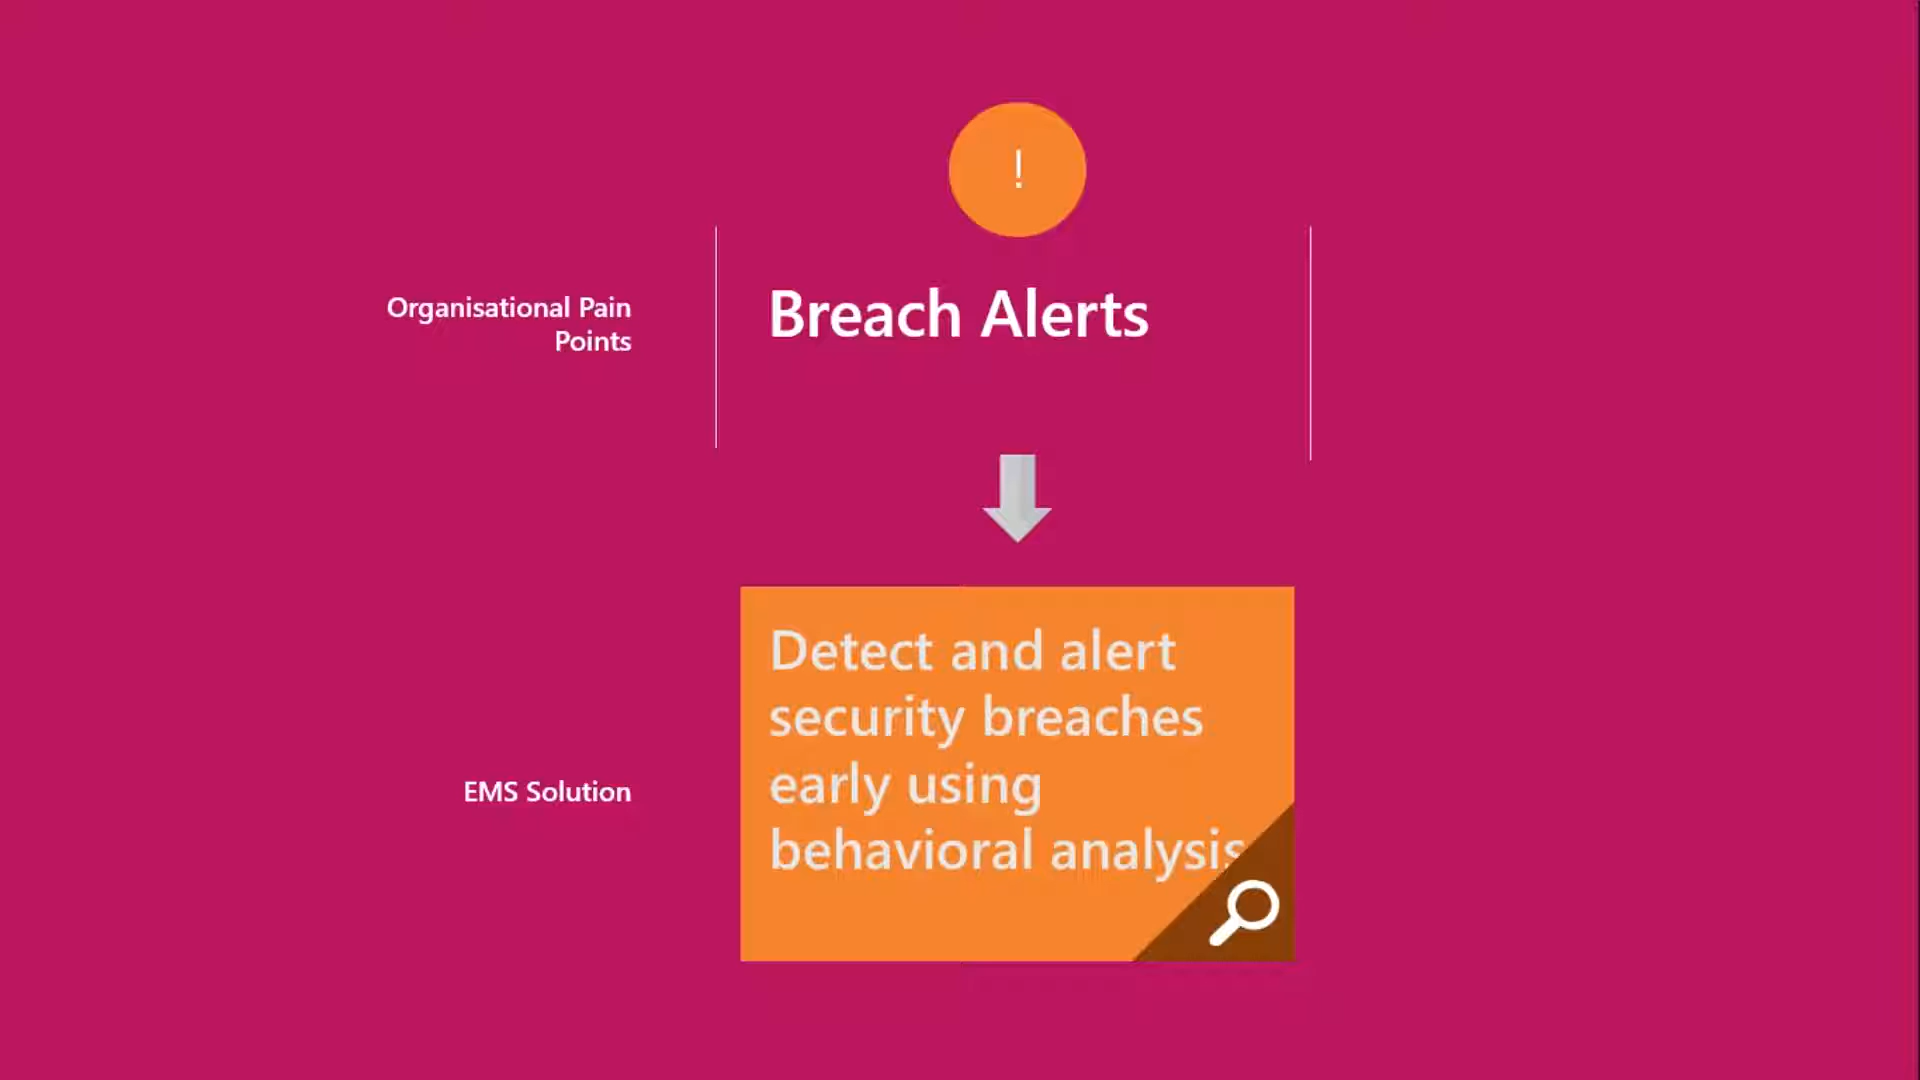 !
Organisational Pain
Points
Breach Alerts
EMS Solution
Detect and alert
security breaches
early using
behavioral analysis